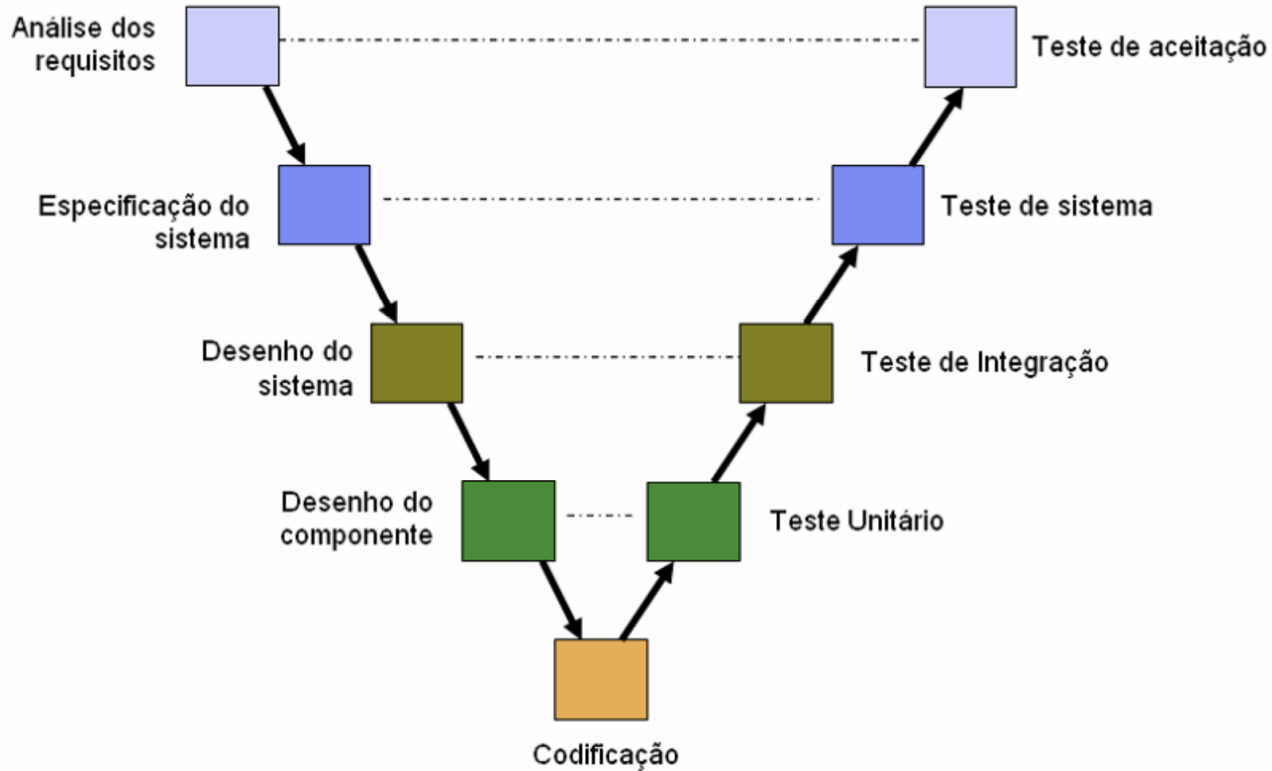 Análise dos
requisitos
Teste de aceitação
Especificação do
sistema
Teste de sistema
Desenho do
sistema
Teste de Integração
Desenho do
componente
Teste Unitário
Codificação